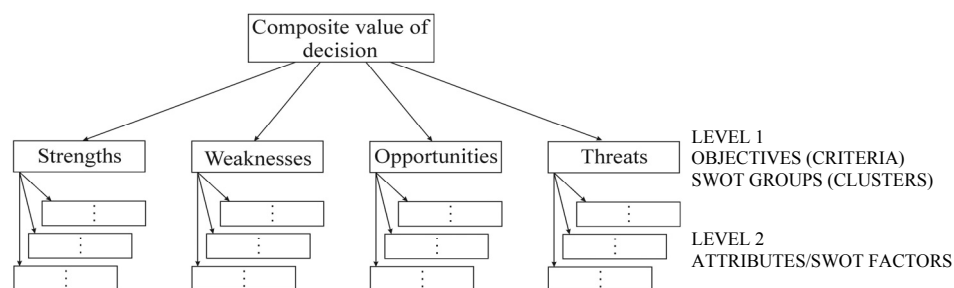 Composite value of
decision
Strengths
Weaknesses
Opportunities
Threats
LEVEL 1
OBJECTIVES (CRITERIA)
SWOT GROUPS (CLUSTERS)
⋮
⋮
⋮
⋮
⋮
⋮
⋮
⋮
LEVEL 2
ATTRIBUTES/SWOT FACTORS
⋮
⋮
⋮
⋮